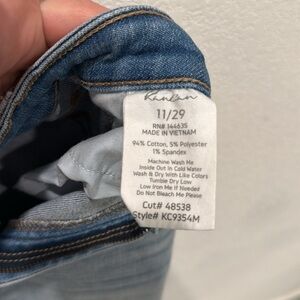 KanCan
11/29
RN# 144635
MADE IN VIETNAM
94% Cotton, 5% Polyester
1% Spandex
Machine Wash Me
Inside Out In Cold Water
Wash & Dry With Like Colors
Tumble Dry Low
Low Iron Me If Needed
Do Not Bleach Me Please
Cut# 48538
Style# KC9354M